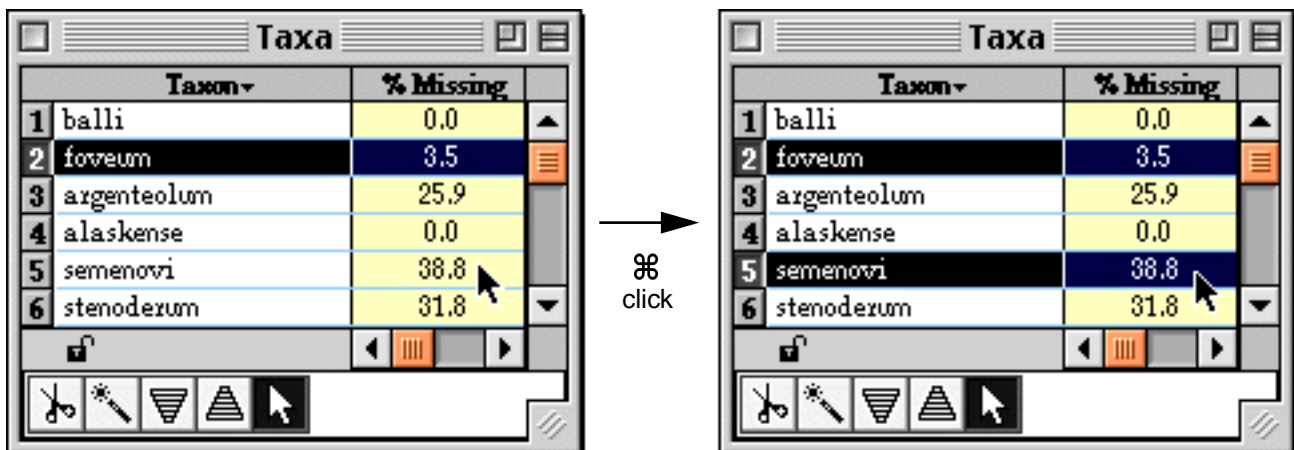 Taxa
Taxon % Missing
1 balli 0.0
2 foveum 3.5
3 argenteolum 25.9
4 alaskense 0.0
5 semenovi 38.8
6 stenoderum 31.8
⌘
click
Taxa
Taxon % Missing
1 balli 0.0
2 foveum 3.5
3 argenteolum 25.9
4 alaskense 0.0
5 semenovi 38.8
6 stenoderum 31.8